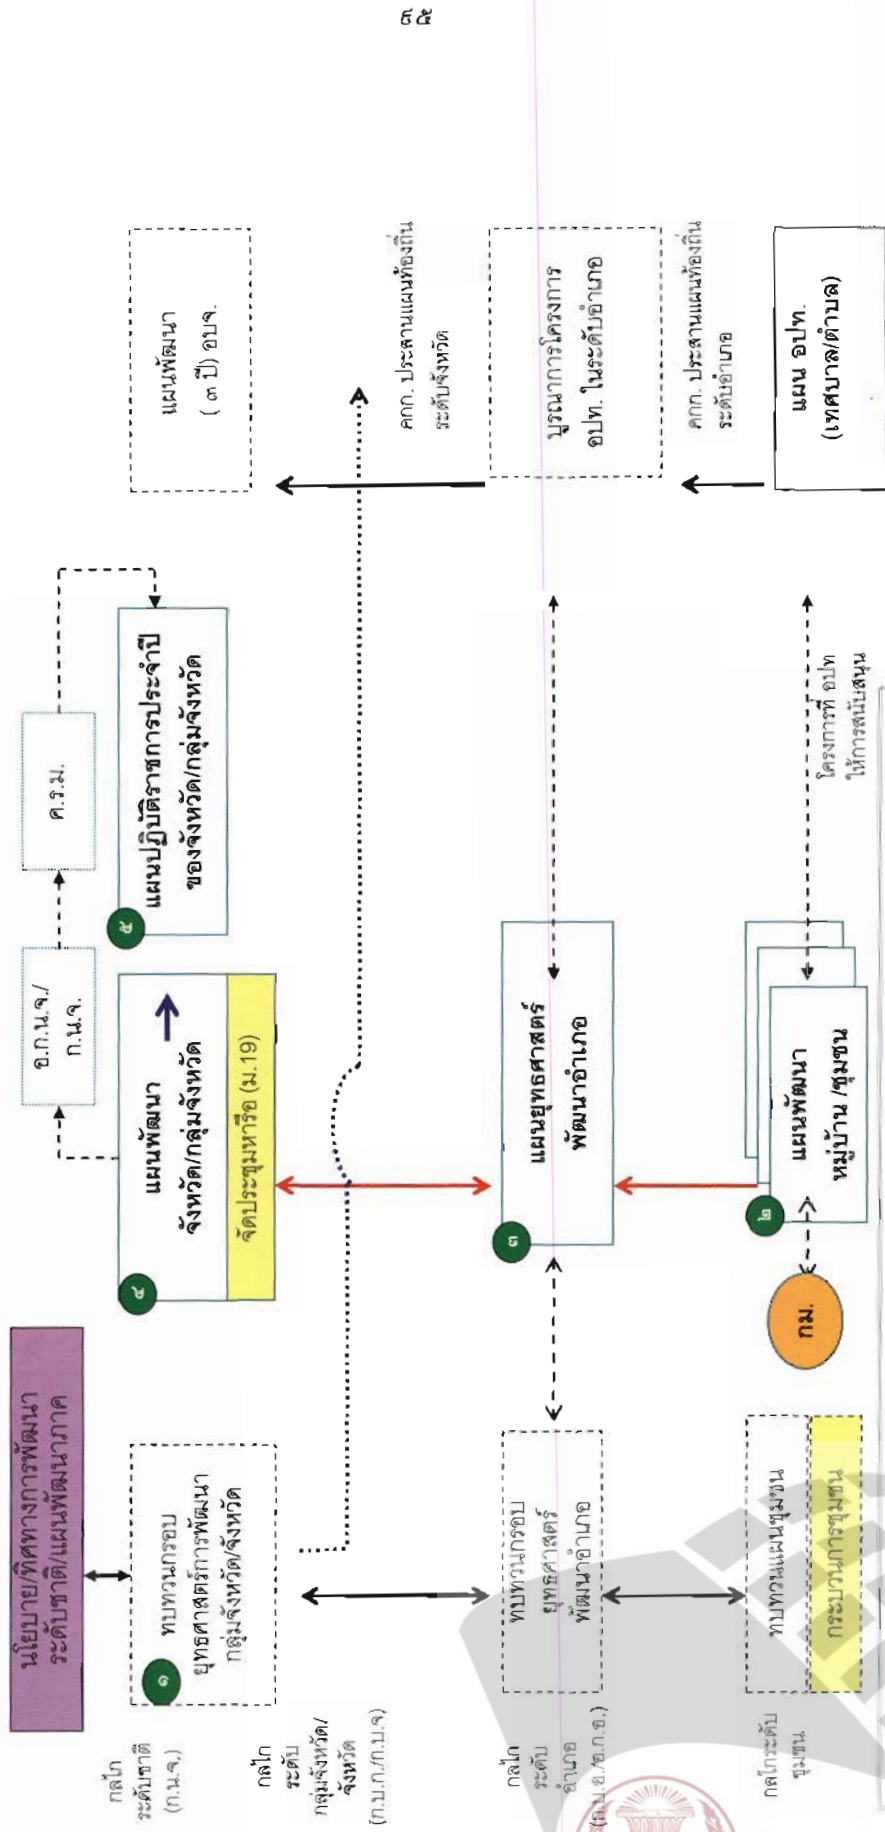 ๓๕
นโยบาย/ทิศทางการพัฒนา
ระดับชาติ/แผนพัฒนาภาค
กลไก
ระดับชาติ
(ก.น.จ.)
๑
ทบทวนกรอบ
ยุทธศาสตร์การพัฒนา
กลุ่มจังหวัด/จังหวัด
๔
แผนพัฒนา
จังหวัด/กลุ่มจังหวัด
จัดประชุมหารือ (ม.19)
อ.ก.น.จ./
ก.น.จ.
ค.ร.ม.
๕
แผนปฏิบัติราชการประจำปี
ของจังหวัด/กลุ่มจังหวัด
แผนพัฒนา
( ๓ ปี) อบจ.
กลไก
ระดับ
กลุ่มจังหวัด/
จังหวัด
(ก.บ.ก./ก.บ.จ)
คกก. ประสานแผนท้องถิ่น
ระดับจังหวัด
กลไก
ระดับ
อำเภอ
(ก.บ.อ./อ.ก.อ.)
ทบทวนกรอบ
ยุทธศาสตร์
พัฒนาอำเภอ
๓
แผนยุทธศาสตร์
พัฒนาอำเภอ
บูรณาการโครงการ
อปท. ในระดับอำเภอ
คกก. ประสานแผนท้องถิ่น
ระดับอำเภอ
กลไกระดับ
ชุมชน
ทบทวนแผนชุมชน
กระบวนการชุมชน
กม.
๒
แผนพัฒนา
หมู่บ้าน /ชุมชน
โครงการที่ อปท
ให้การสนับสนุน
แผน อปท.
(เทศบาล/ตำบล)